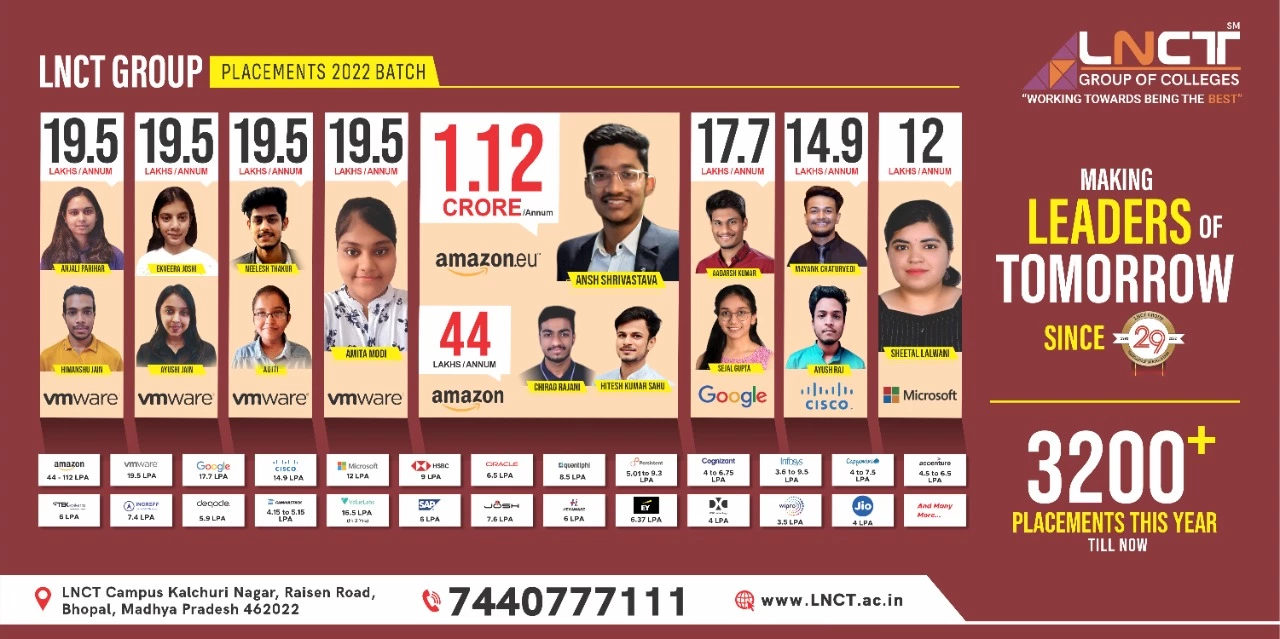 LNCT GROUP PLACEMENTS 2022 BATCH
SM
LNCT
GROUP OF COLLEGES
"WORKING TOWARDS BEING THE BEST"
19.5
LAKHS / ANNUM
ANJALI PARIHAR
HIMANSHU JAIN
vmware
19.5
LAKHS / ANNUM
EKVEERA JOSHI
AYUSHI JAIN
vmware
19.5
LAKHS / ANNUM
NEELESH THAKUR
ADITI
vmware
19.5
LAKHS / ANNUM
AMITA MODI
vmware
1.12
CRORE /Annum
amazon.eu
ANSH SHRIVASTAVA
44
LAKHS / ANNUM
amazon
CHIRAG RAJANI
HITESH KUMAR SAHU
17.7
LAKHS / ANNUM
AADARSH KUMAR
SEJAL GUPTA
Google
14.9
LAKHS / ANNUM
MAYANK CHATURVEDI
AYUSH RAJ
CISCO
12
LAKHS / ANNUM
SHEETAL LALWANI
Microsoft
MAKING
LEADERS OF
TOMORROW
SINCE 29
3200+
PLACEMENTS THIS YEAR
TILL NOW
amazon
44 - 112 LPA
vmware
19.5 LPA
Google
17.7 LPA
CISCO
14.9 LPA
Microsoft
12 LPA
HSBC
9 LPA
ORACLE
6.5 LPA
8.5 LPA
Persistent
5.01 to 9.3
LPA
Cognizant
4 to 6.75
LPA
Infosys
3.6 to 9.5
LPA
Capgemini
4 to 7.5
LPA
accenture
4.5 to 6.5
LPA
6 LPA
7.4 LPA
5.9 LPA
4.15 to 5.15
LPA
ValueLabs
16.5 LPA
SAP
6 LPA
JOSH
7.6 LPA
6 LPA
EY
6.37 LPA
4 LPA
wipro
3.5 LPA
Jio
4 LPA
And Many
More...
LNCT Campus Kalchuri Nagar, Raisen Road,
Bhopal, Madhya Pradesh 462022
7440777111
www.LNCT.ac.in